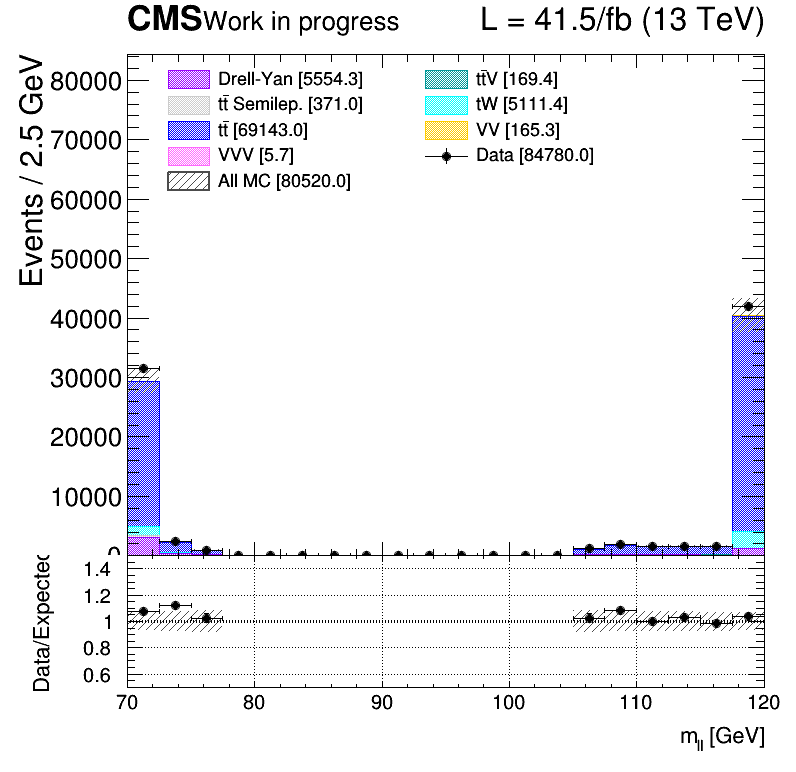 CMS Work in progress L = 41.5/fb (13 TeV)
Events / 2.5 GeV
80000
70000
60000
50000
40000
30000
20000
10000
0
Drell-Yan [5554.3]
tt̄ Semilep. [371.0]
tt̄ [69143.0]
VVV [5.7]
All MC [80520.0]
tt̄V [169.4]
tW [5111.4]
VV [165.3]
Data [84780.0]
Data/Expected
1.4
1.2
1
0.8
0.6
70 80 90 100 110 120
m_ll [GeV]